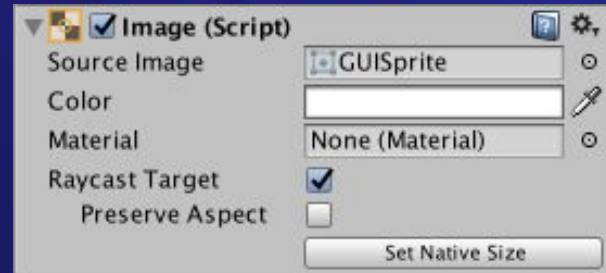 Image (Script)
Source Image GUISprite
Color
Material None (Material)
Raycast Target
Preserve Aspect
Set Native Size